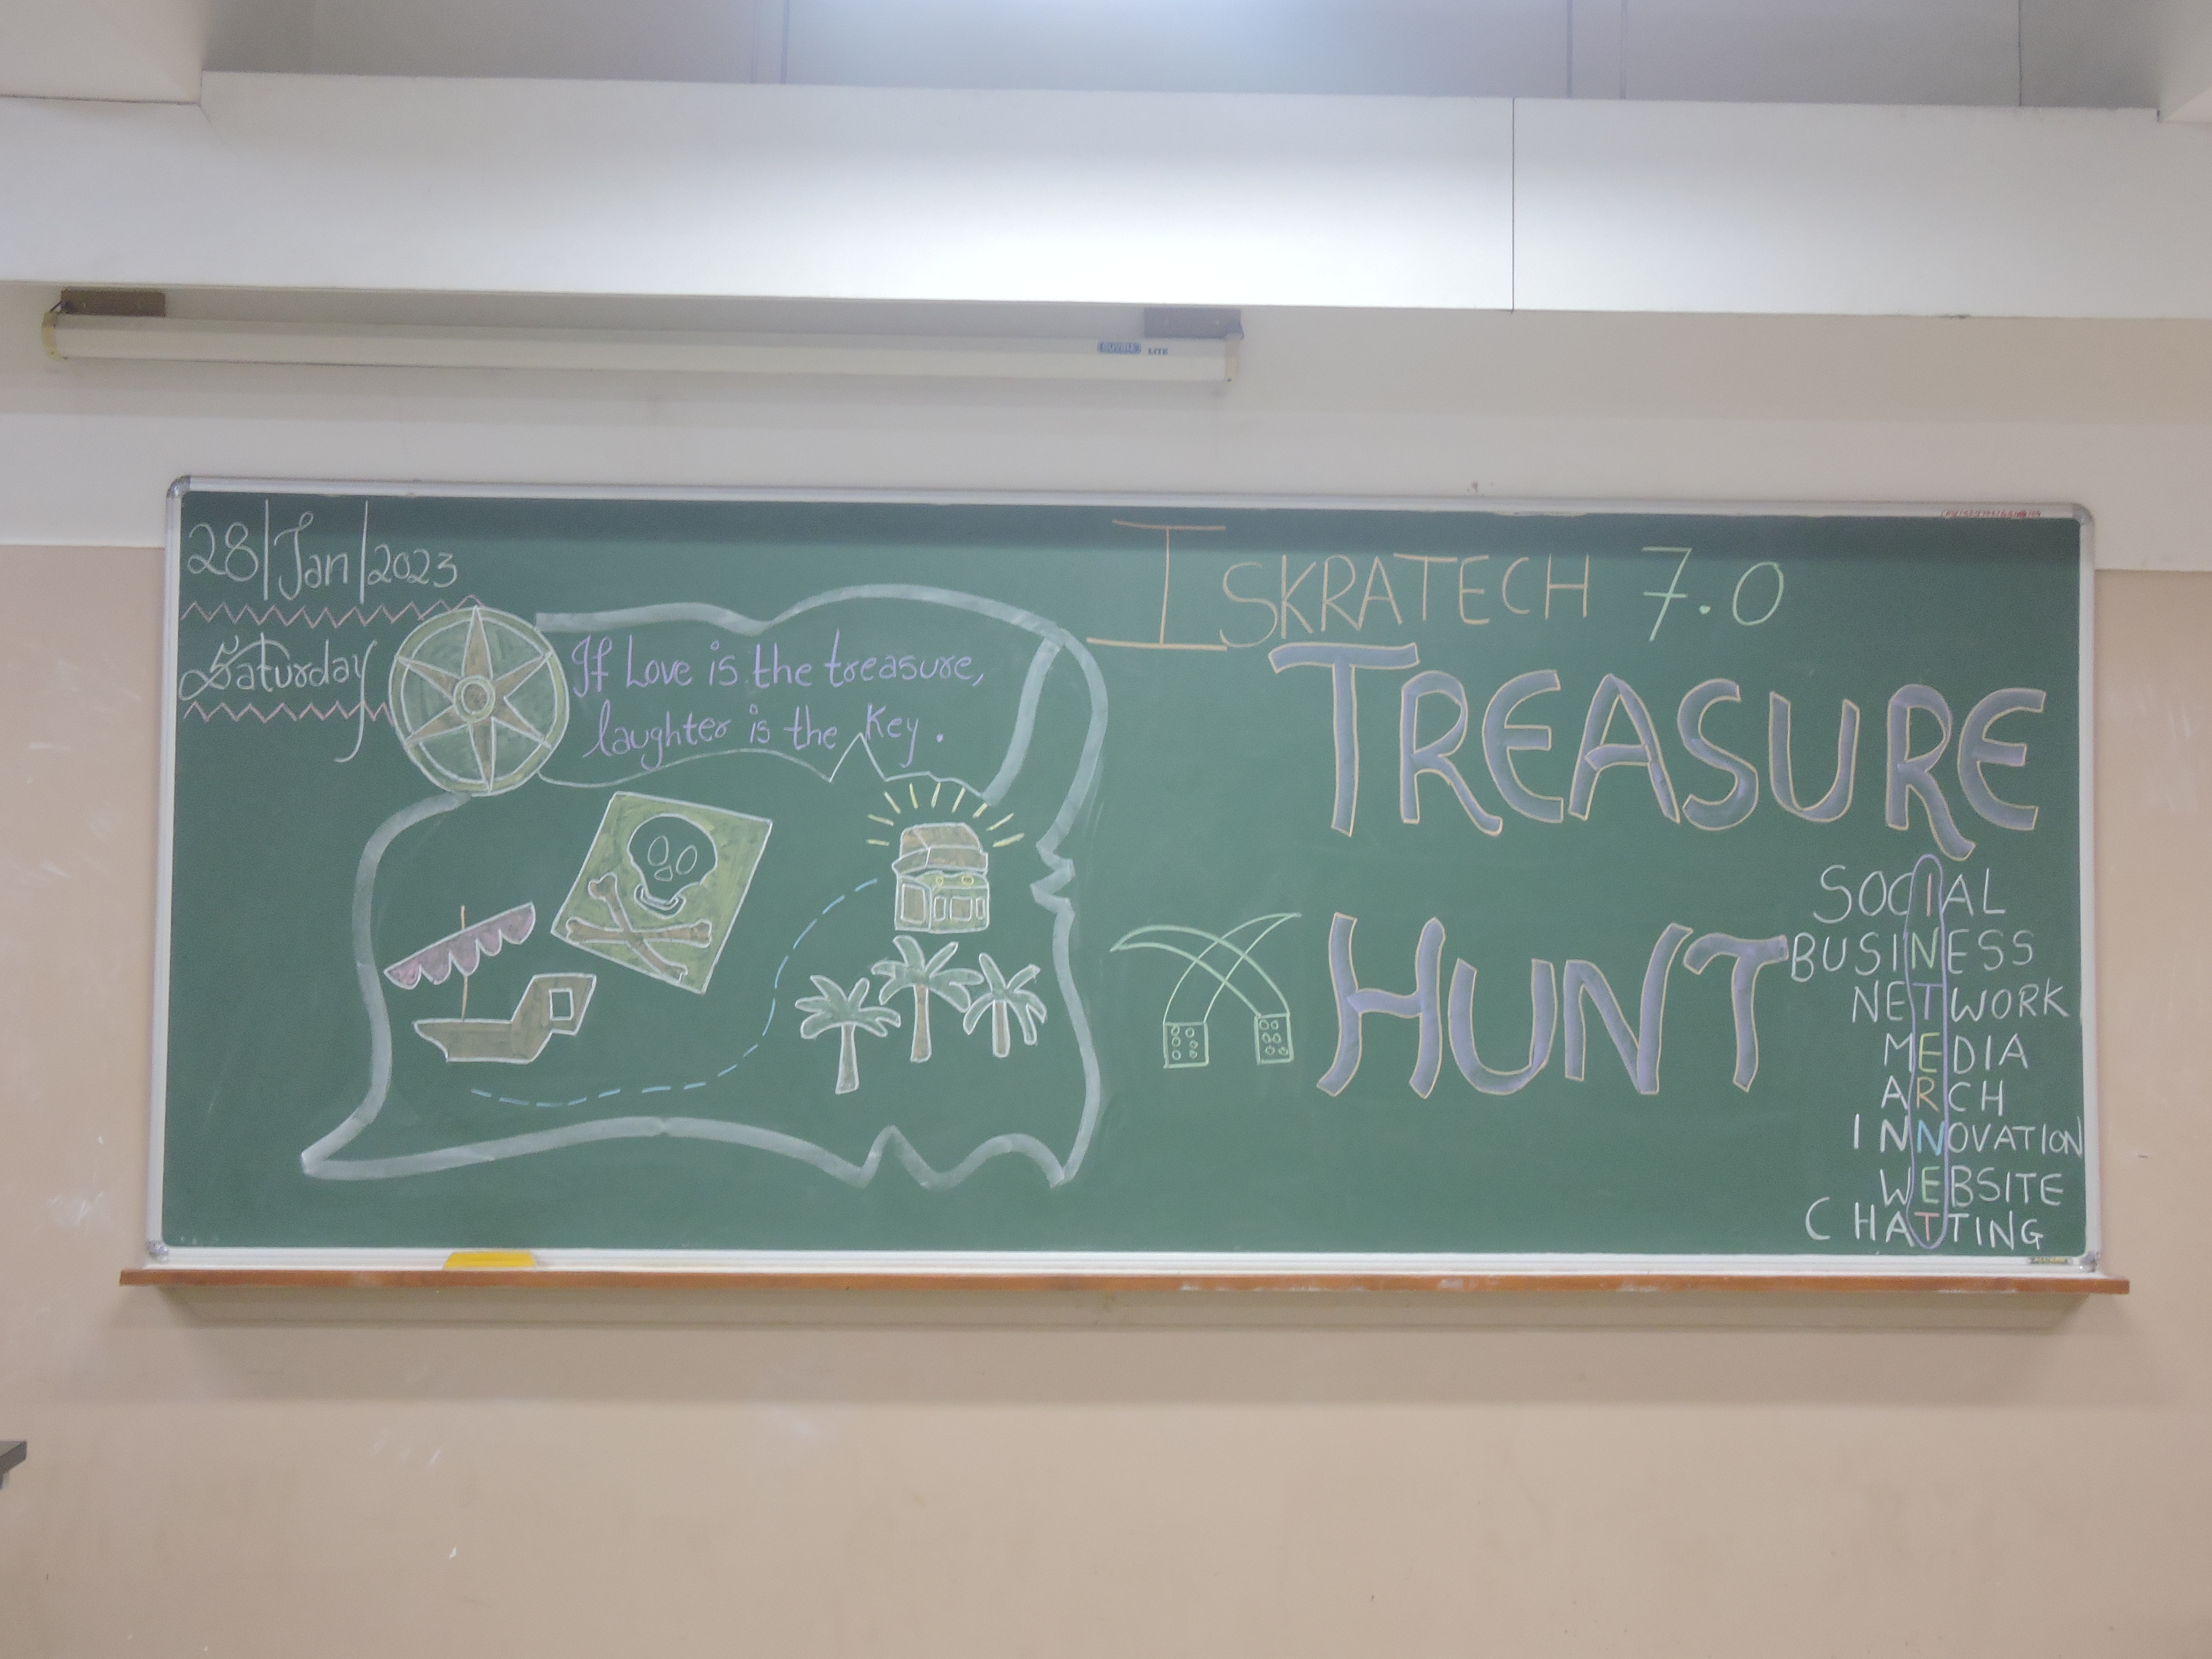 LITE
28|Jan|2023
Saturday
If Love is the treasure,
laughter is the Key.
ISKRATECH 7.0
TREASURE
HUNT
SOCIAL
BUSINESS
NETWORK
MEDIA
ARCH
INNOVATION
WEBSITE
CHATTING